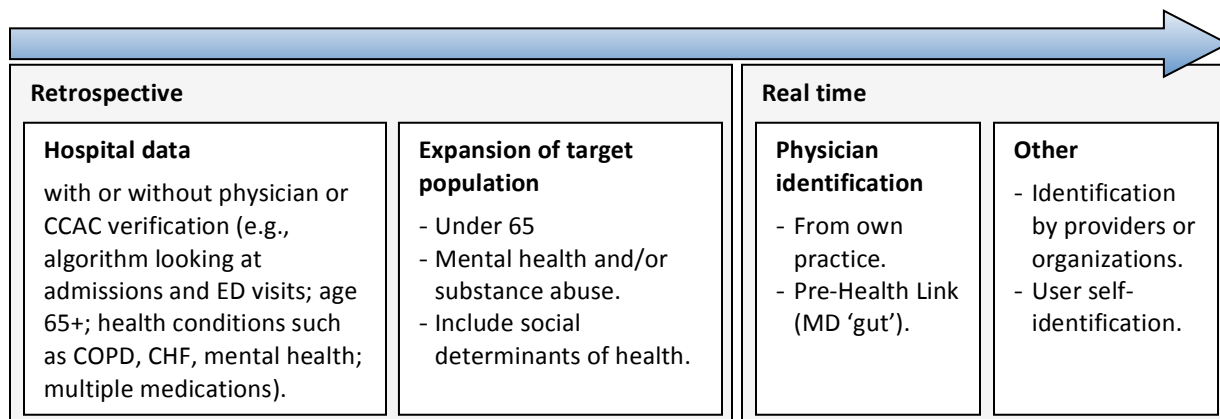 Retrospective
Hospital data
with or without physician or
CCAC verification (e.g.,
algorithm looking at
admissions and ED visits; age
65+; health conditions such
as COPD, CHF, mental health;
multiple medications).
Expansion of target
population
- Under 65
- Mental health and/or
substance abuse.
- Include social
determinants of health.
Real time
Physician
identification
- From own
practice.
- Pre-Health Link
(MD ‘gut’).
Other
- Identification
by providers or
organizations.
- User self-
identification.